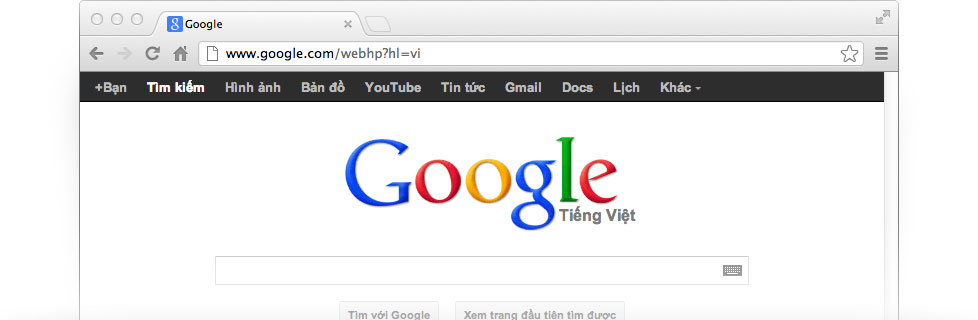 Google
www.google.com/webhp?hl=vi
+Bạn Tìm kiếm Hình ảnh Bản đồ YouTube Tin tức Gmail Docs Lịch Khác
Google
Tiếng Việt
Tìm với Google Xem trang đầu tiên tìm được